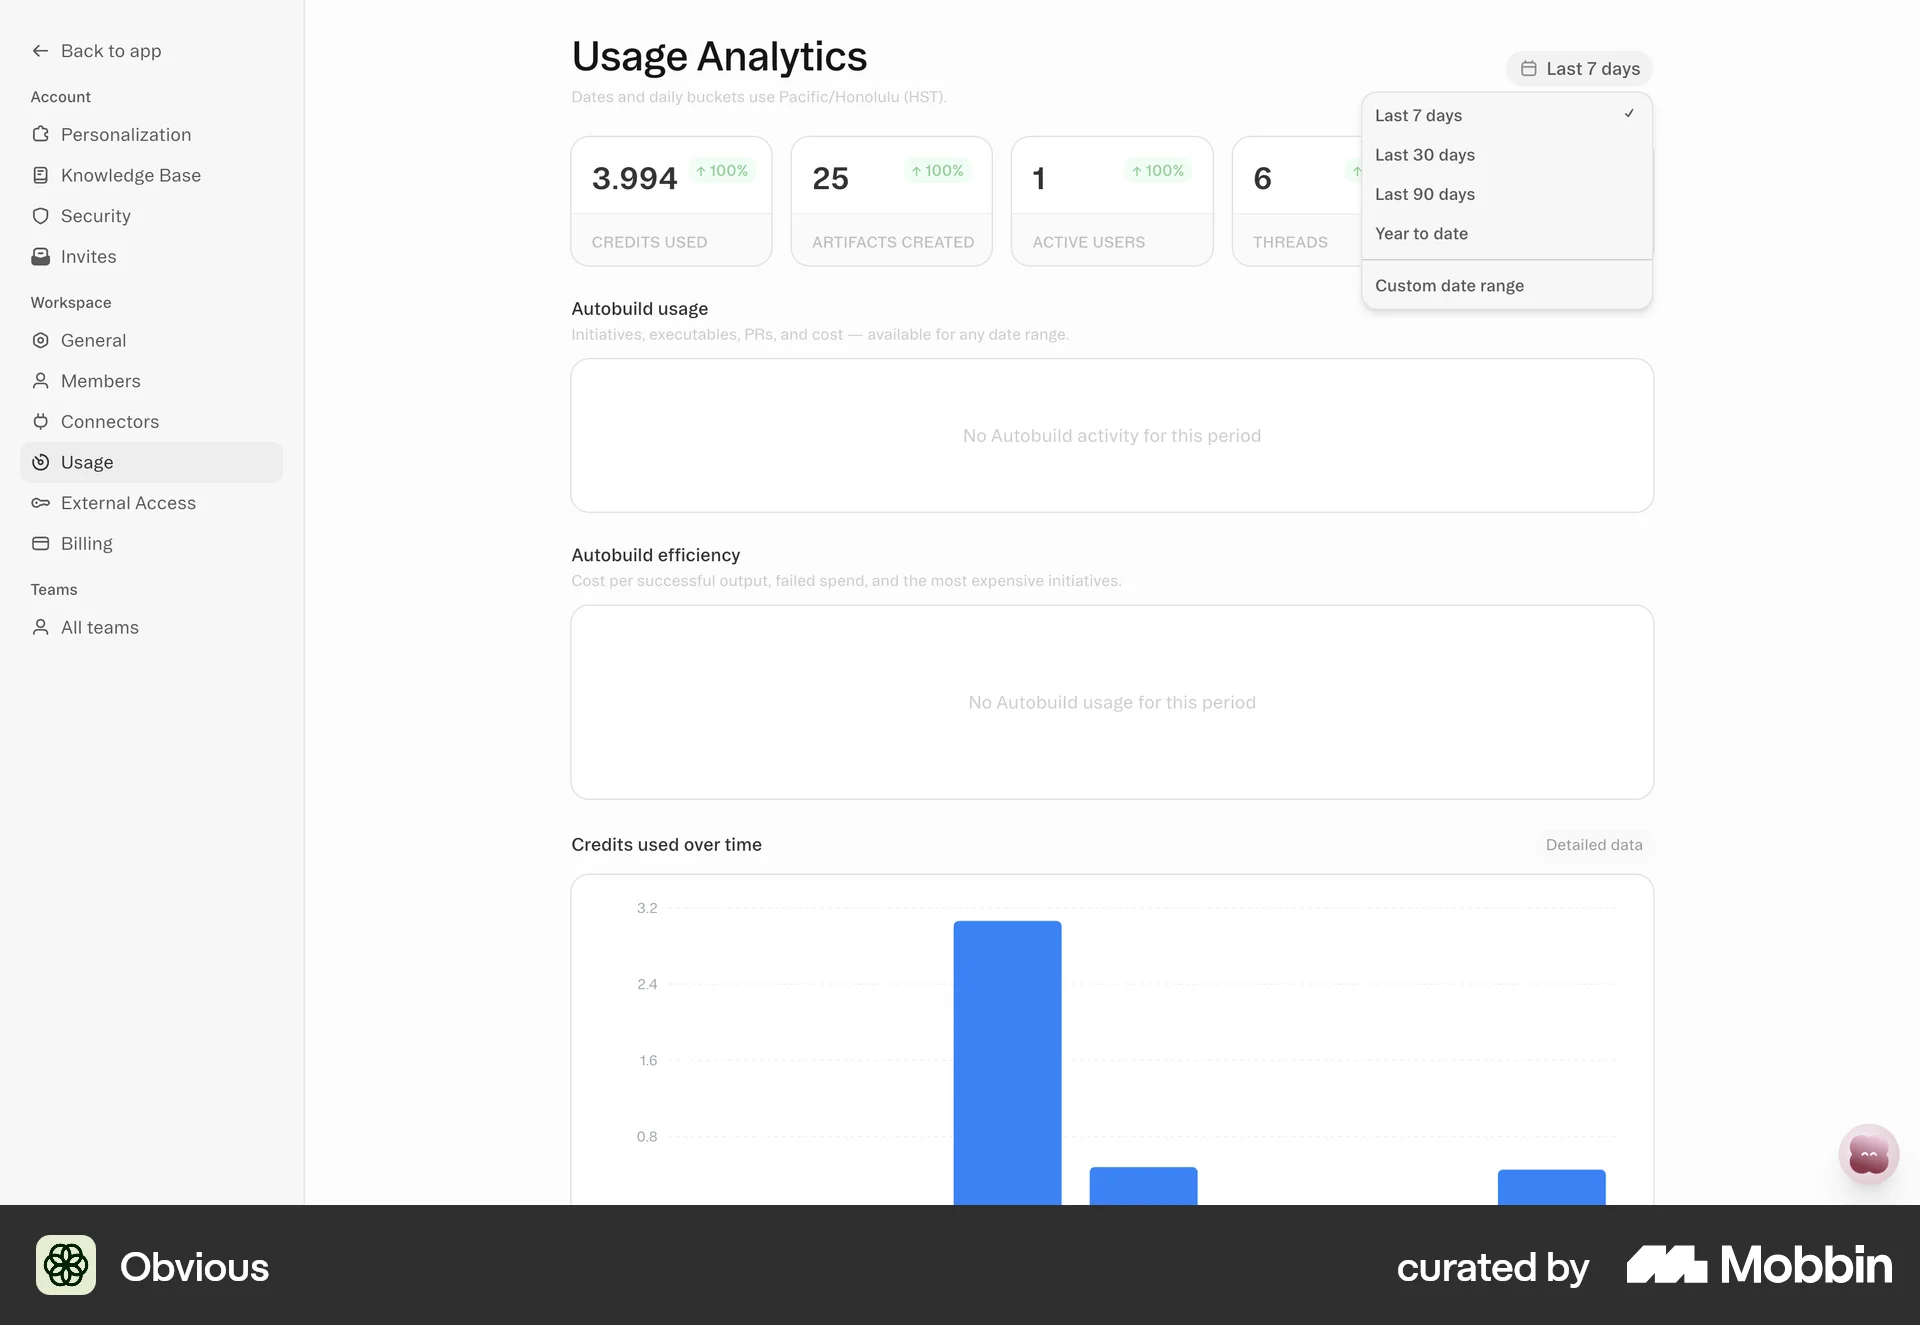 Back to app
Account
Personalization
Knowledge Base
Security
Invites
Workspace
General
Members
Connectors
Usage
External Access
Billing
Teams
All teams
Usage Analytics
Dates and daily buckets use Pacific/Honolulu (HST).
Last 7 days
Last 7 days
Last 30 days
Last 90 days
Year to date
Custom date range
3.994 ↑ 100%
CREDITS USED
25 ↑ 100%
ARTIFACTS CREATED
1 ↑ 100%
ACTIVE USERS
6 ↑
THREADS
Autobuild usage
Initiatives, executables, PRs, and cost — available for any date range.
No Autobuild activity for this period
Autobuild efficiency
Cost per successful output, failed spend, and the most expensive initiatives.
No Autobuild usage for this period
Credits used over time
Detailed data
3.2
2.4
1.6
0.8
Obvious
curated by Mobbin